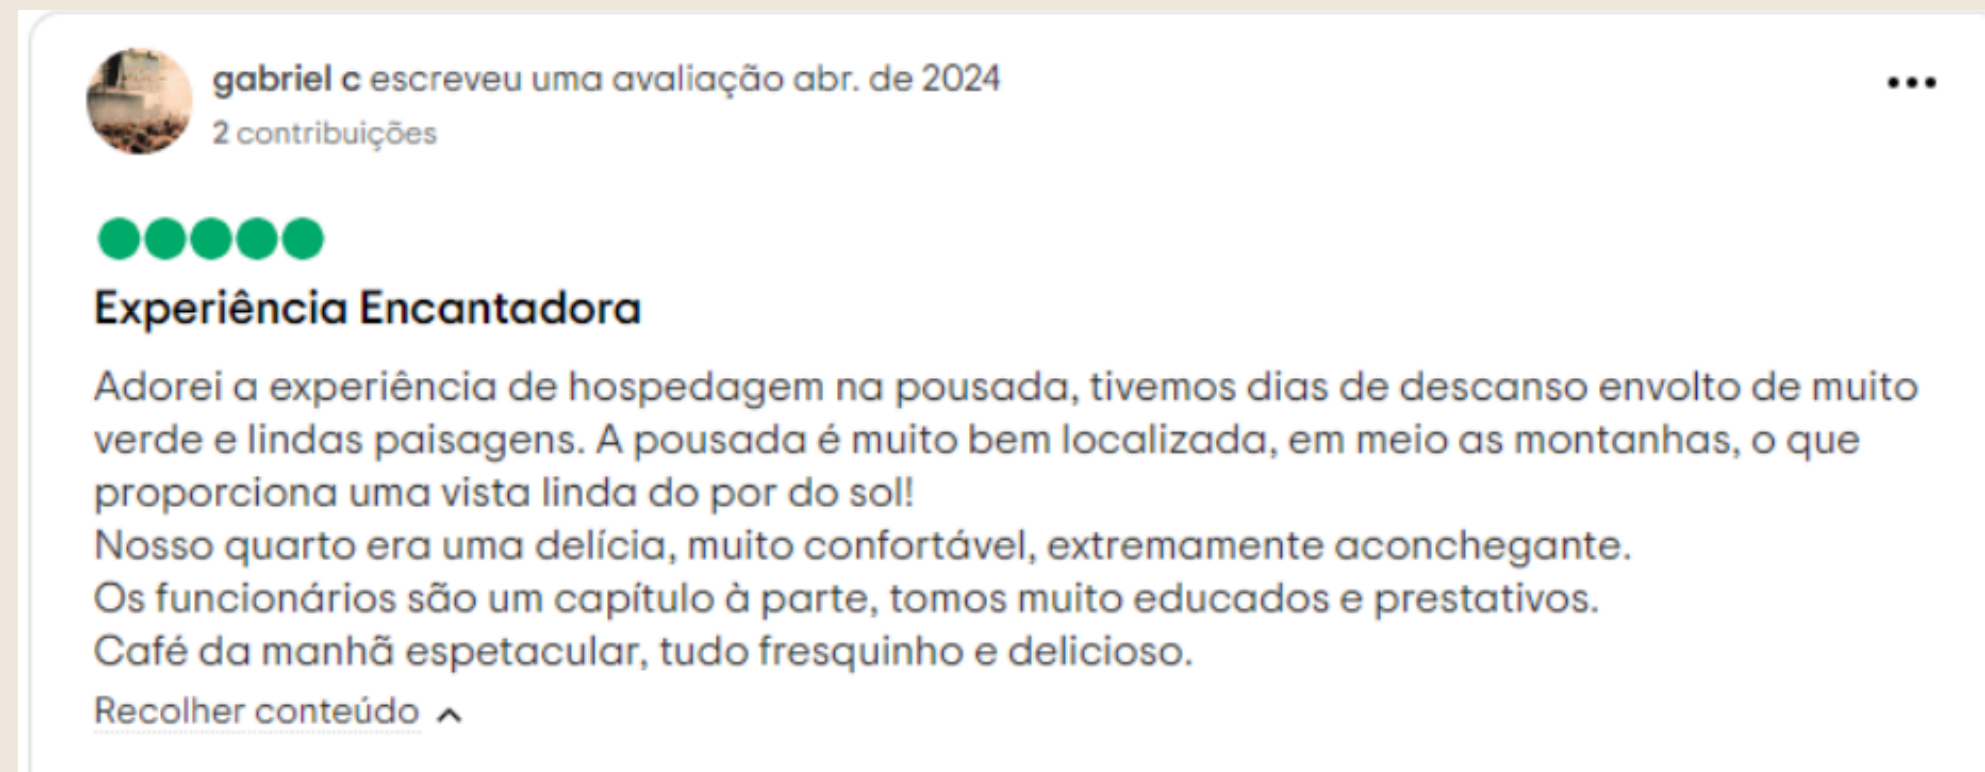 gabriel c escreveu uma avaliação abr. de 2024
2 contribuições
Experiência Encantadora
Adorei a experiência de hospedagem na pousada, tivemos dias de descanso envolto de muito
verde e lindas paisagens. A pousada é muito bem localizada, em meio as montanhas, o que
proporciona uma vista linda do por do sol!
Nosso quarto era uma delícia, muito confortável, extremamente aconchegante.
Os funcionários são um capítulo à parte, tomos muito educados e prestativos.
Café da manhã espetacular, tudo fresquinho e delicioso.
Recolher conteúdo